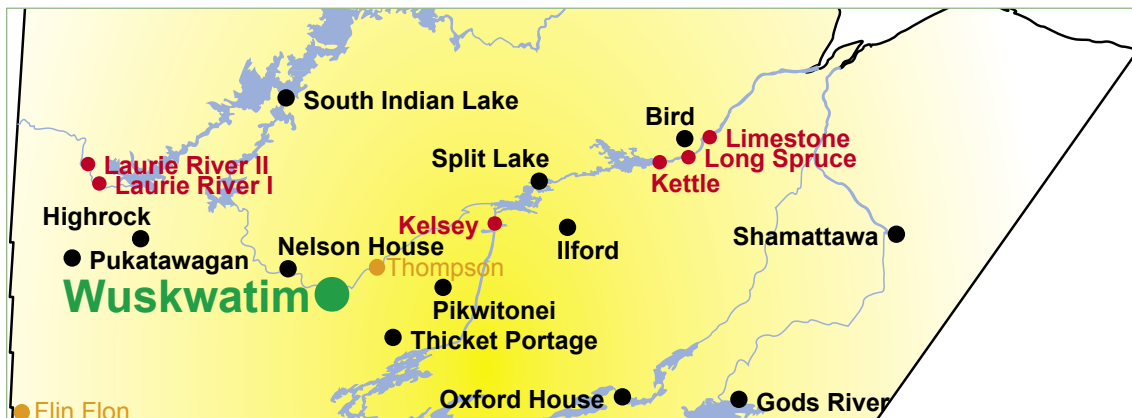 South Indian Lake
Bird
Limestone
Long Spruce
Split Lake
Kettle
Laurie River II
Laurie River I
Highrock
Kelsey
Shamattawa
Nelson House
Ilford
Pukatawagan
Thompson
Wuskwatim
Pikwitonei
Thicket Portage
Oxford House
Gods River
Flin Flon